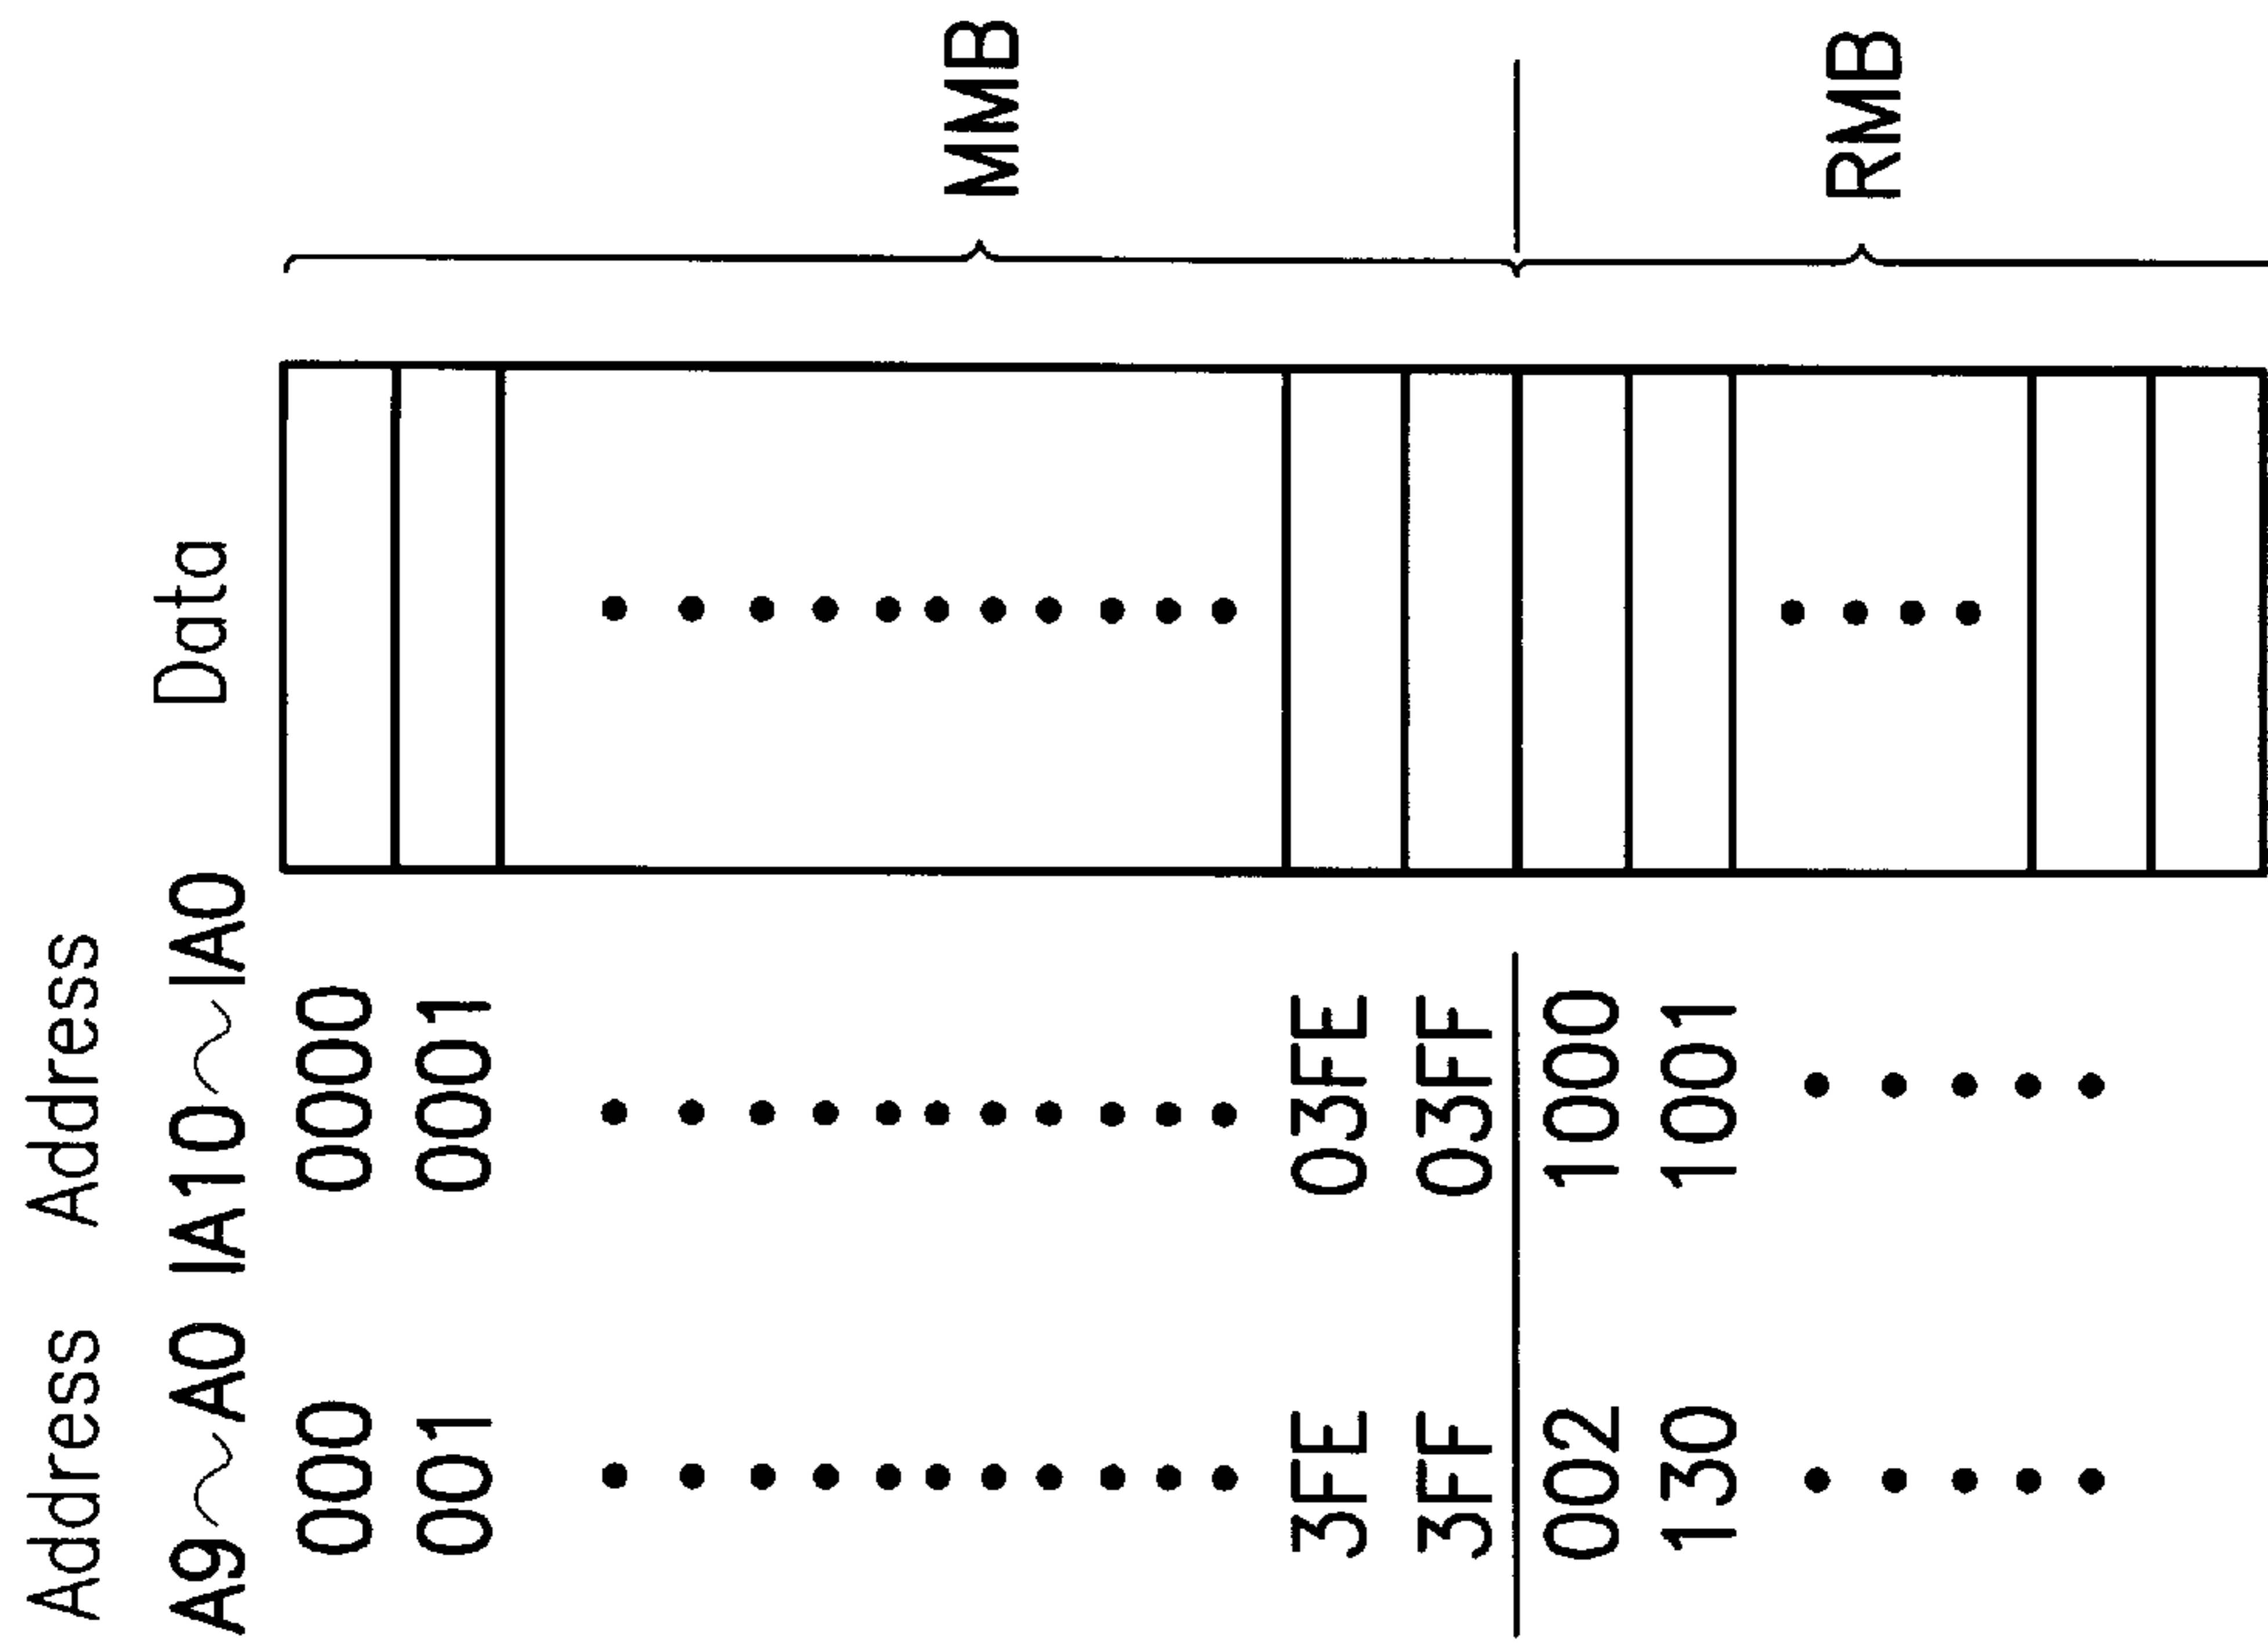 Address Address
A9~A0 IA10~IA0 Data
000 0000
001 0001
MMB
3FE 03FE
3FF 03FF
002 1000
130 1001
RMB